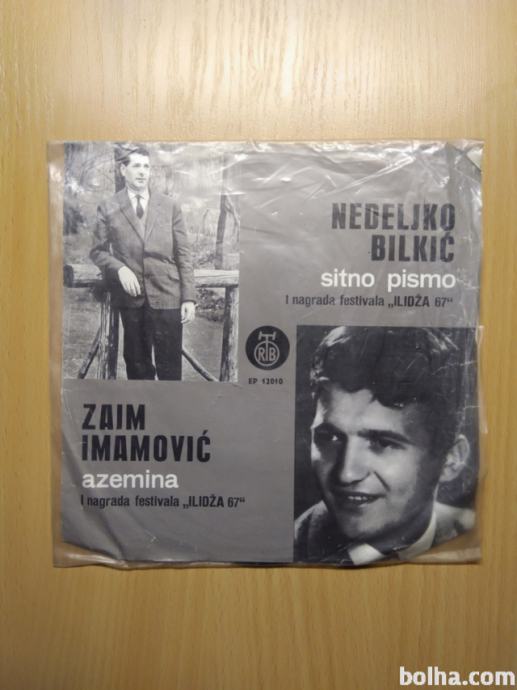 NEDELJKO
BILKIĆ
sitno pismo
I nagrada festivala „ILIDŽA 67“
RTB
EP 12010
ZAIM
IMAMOVIĆ
azemina
I nagrada festivala „ILIDŽA 67“
bolha.com